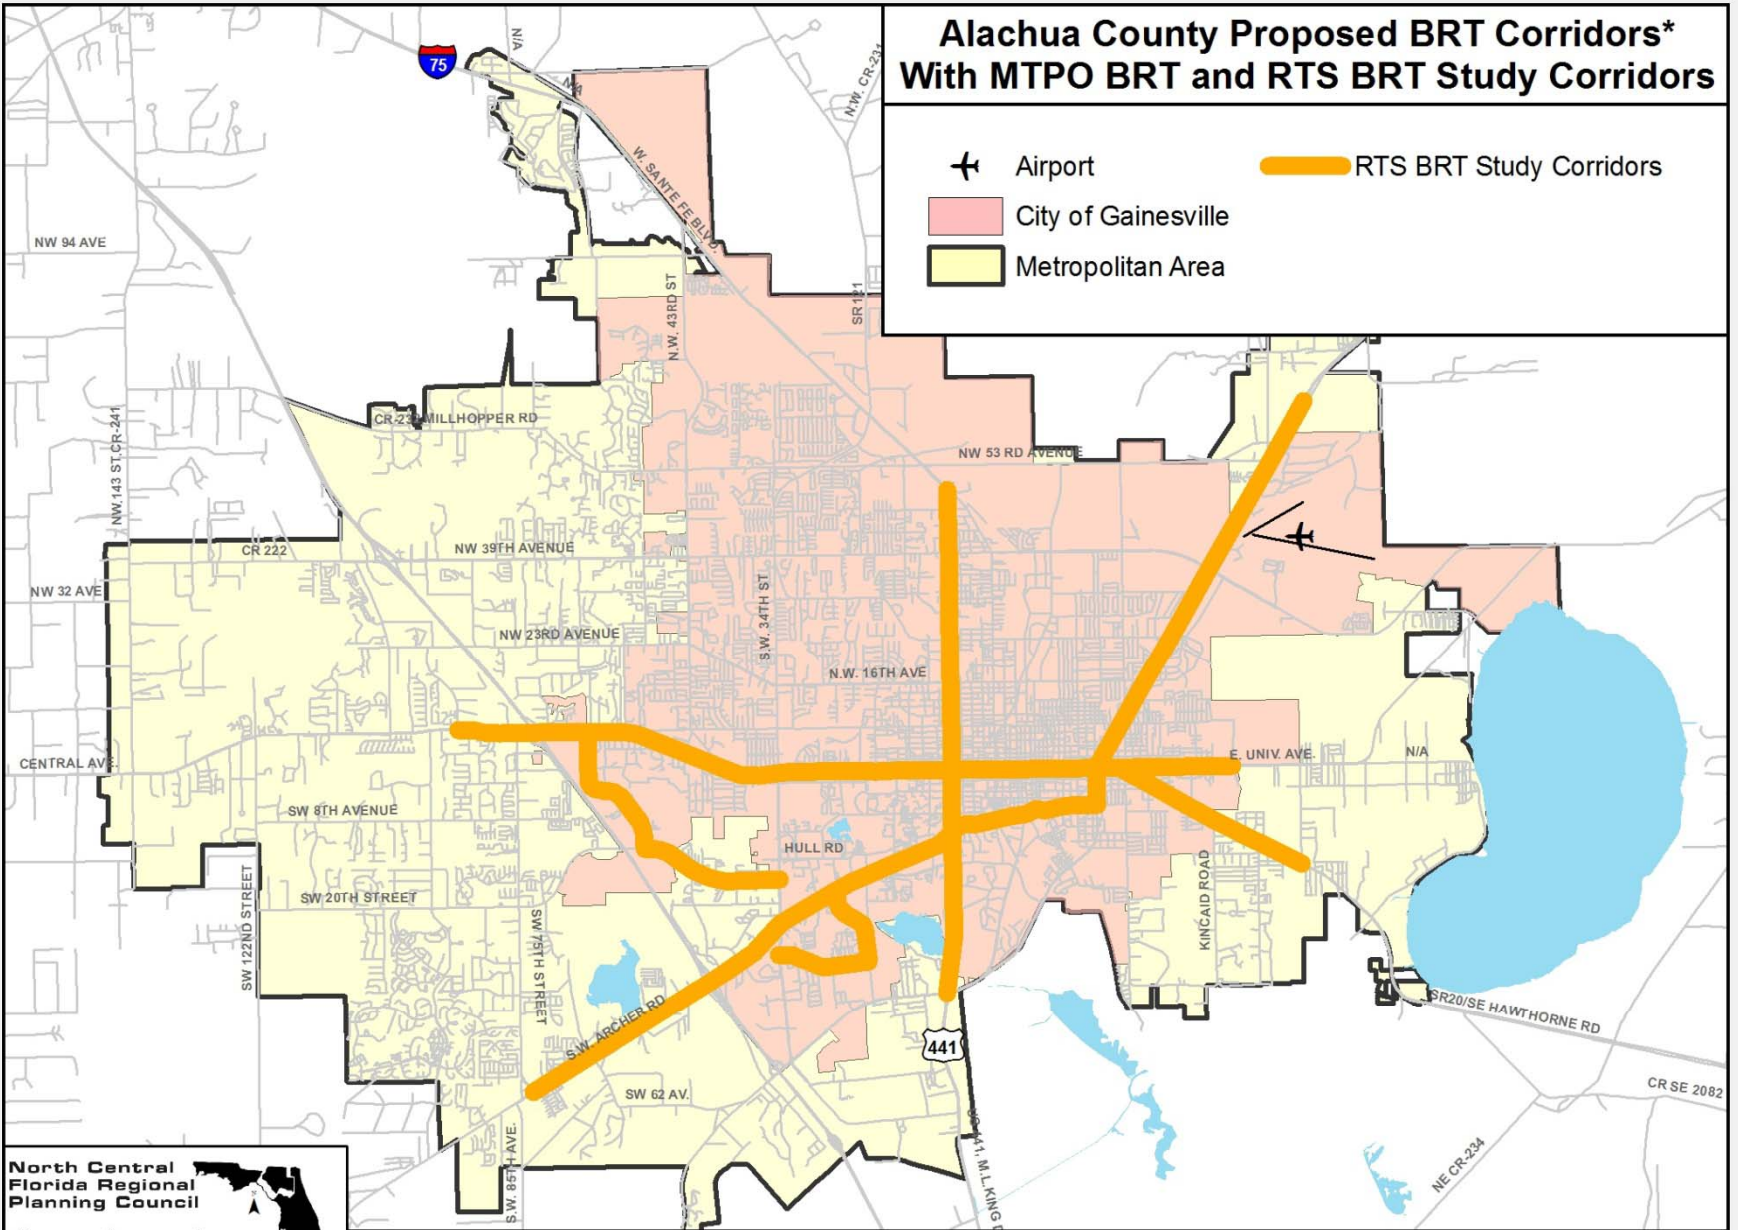 Alachua County Proposed BRT Corridors*
With MTPO BRT and RTS BRT Study Corridors
Airport
RTS BRT Study Corridors
City of Gainesville
Metropolitan Area
75
N/A
N/A
N.W. CR-231
W. SANTE FE BLVD.
NW 94 AVE
N.W. 43RD ST
SR 121
NW 143 ST.CR-241
MILLHOPPER RD
NW 53 RD AVENUE
CR 222
NW 39TH AVENUE
NW 32 AVE
S.W. 34TH ST
NW 23RD AVENUE
N.W. 16TH AVE
CENTRAL AVE.
E. UNIV. AVE.
N/A
SW 8TH AVENUE
HULL RD
SW 122ND STREET
SW 20TH STREET
SW 75TH STREET
KINCAID ROAD
S.W. ARCHER RD
SR20/SE HAWTHORNE RD
441
SW 62 AV.
CR SE 2082
S.W. 85TH AVE.
NE CR-234
North Central
Florida Regional
Planning Council